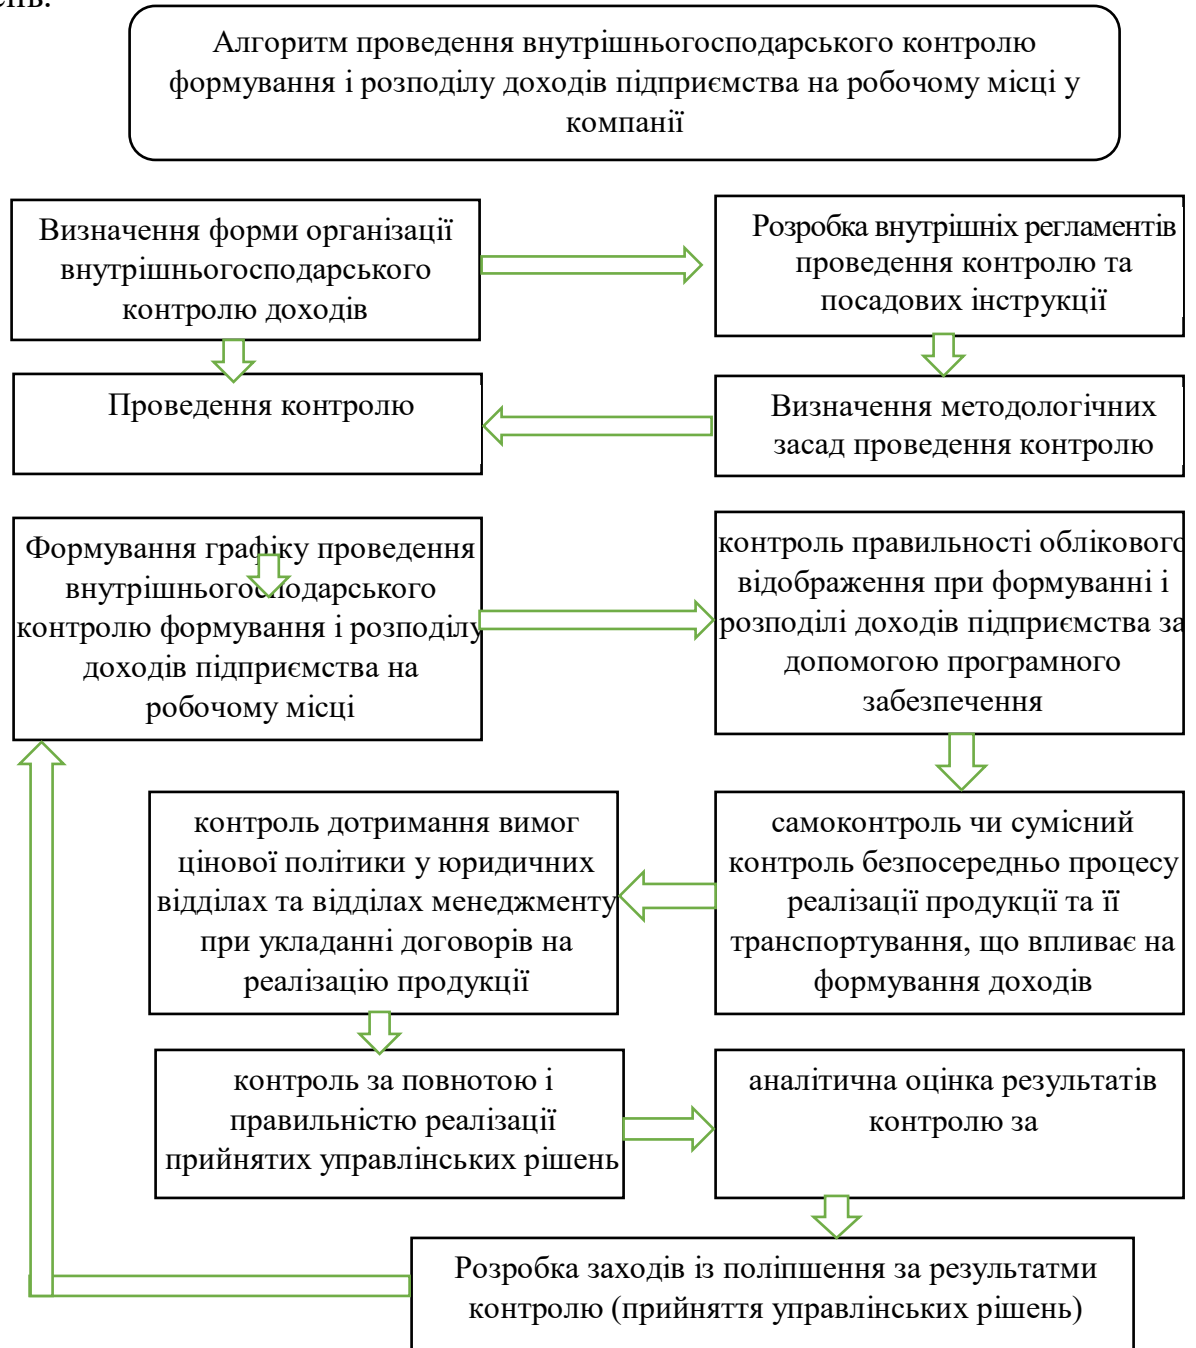 ень.
Алгоритм проведення внутрішньогосподарського контролю
формування і розподілу доходів підприємства на робочому місці у
компанії
Визначення форми організації
внутрішньогосподарського
контролю доходів
Розробка внутрішніх регламентів
проведення контролю та
посадових інструкції
Проведення контролю
Визначення методологічних
засад проведення контролю
Формування графіку проведення
внутрішньогосподарського
контролю формування і розподілу
доходів підприємства на
робочому місці
контроль правильності облікового
відображення при формуванні і
розподілі доходів підприємства за
допомогою програмного
забезпечення
контроль дотримання вимог
цінової політики у юридичних
відділах та відділах менеджменту
при укладанні договорів на
реалізацію продукції
самоконтроль чи сумісний
контроль безпосередньо процесу
реалізації продукції та її
транспортування, що впливає на
формування доходів
контроль за повнотою і
правильністю реалізації
прийнятих управлінських рішень
аналітична оцінка результатів
контролю за
Розробка заходів із поліпшення за результатми
контролю (прийняття управлінських рішень)